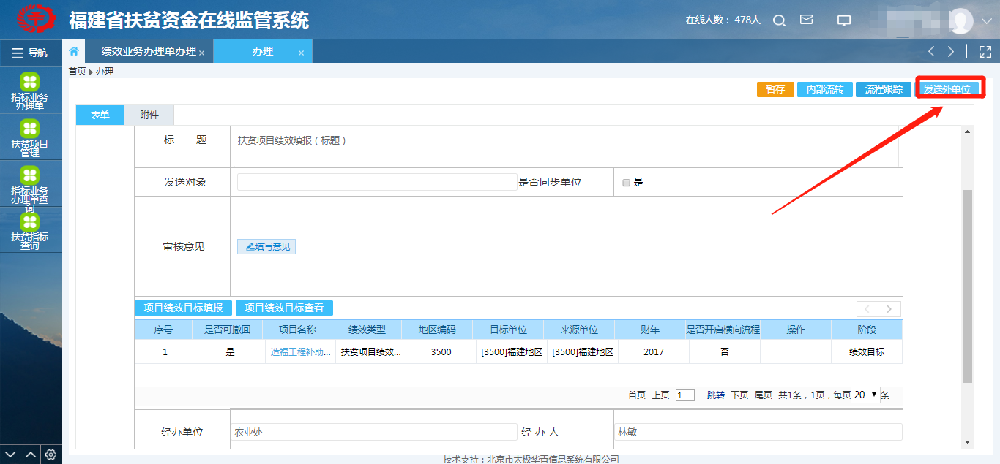 福建省扶贫资金在线监管系统
在线人数：478人
导航
绩效业务办理单办理 ×
办理 ×
首页 办理
指标业务
办理单
扶贫项目
管理
指标业务
办理单查
询
扶贫指标
查询
暂存 内部流转 流程跟踪 发送外单位
表单 附件
标 题 扶贫项目绩效填报（标题）
发送对象 是否同步单位 是
审核意见 填写意见
项目绩效目标填报 项目绩效目标查看
序号 是否可撤回 项目名称 绩效类型 地区编码 目标单位 来源单位 财年 是否开启横向流程 操作 阶段
1 是 造福工程补助... 扶贫项目绩效... 3500 [3500]福建地区 [3500]福建地区 2017 否 绩效目标
首页 上页 1 跳转 下页 尾页 共1条，1页，每页 20 条
经办单位 农业处 经 办 人 林敏
技术支持：北京市太极华青信息系统有限公司